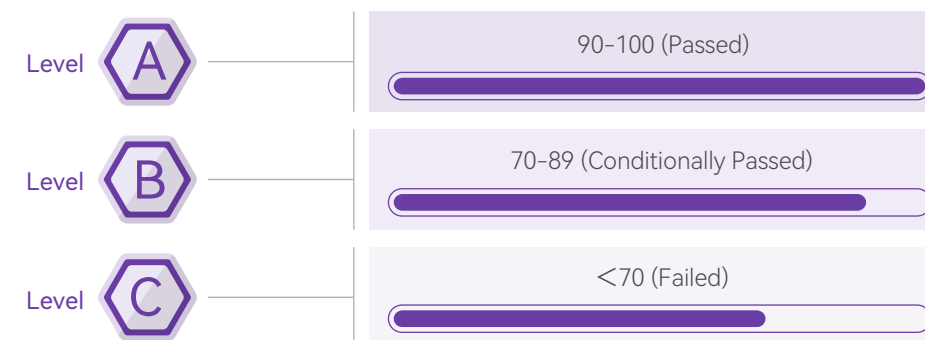 Level A
90-100 (Passed)
Level B
70-89 (Conditionally Passed)
Level C
<70 (Failed)